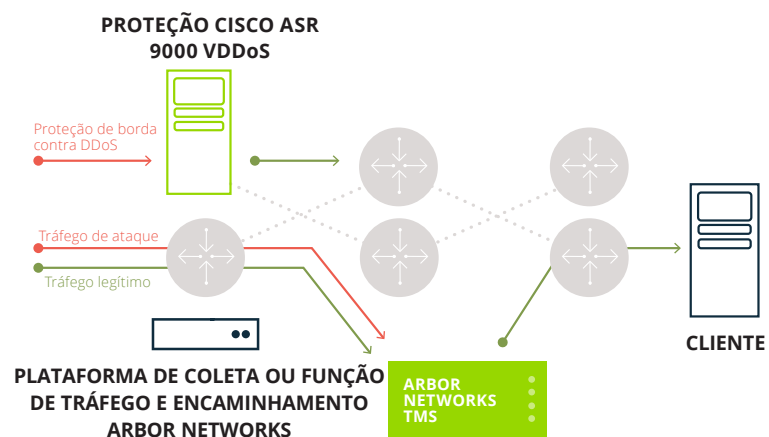 PROTEÇÃO CISCO ASR
9000 VDDoS
Proteção de borda
contra DDoS
Tráfego de ataque
Tráfego legítimo
CLIENTE
PLATAFORMA DE COLETA OU FUNÇÃO
DE TRÁFEGO E ENCAMINHAMENTO
ARBOR NETWORKS
ARBOR
NETWORKS
TMS